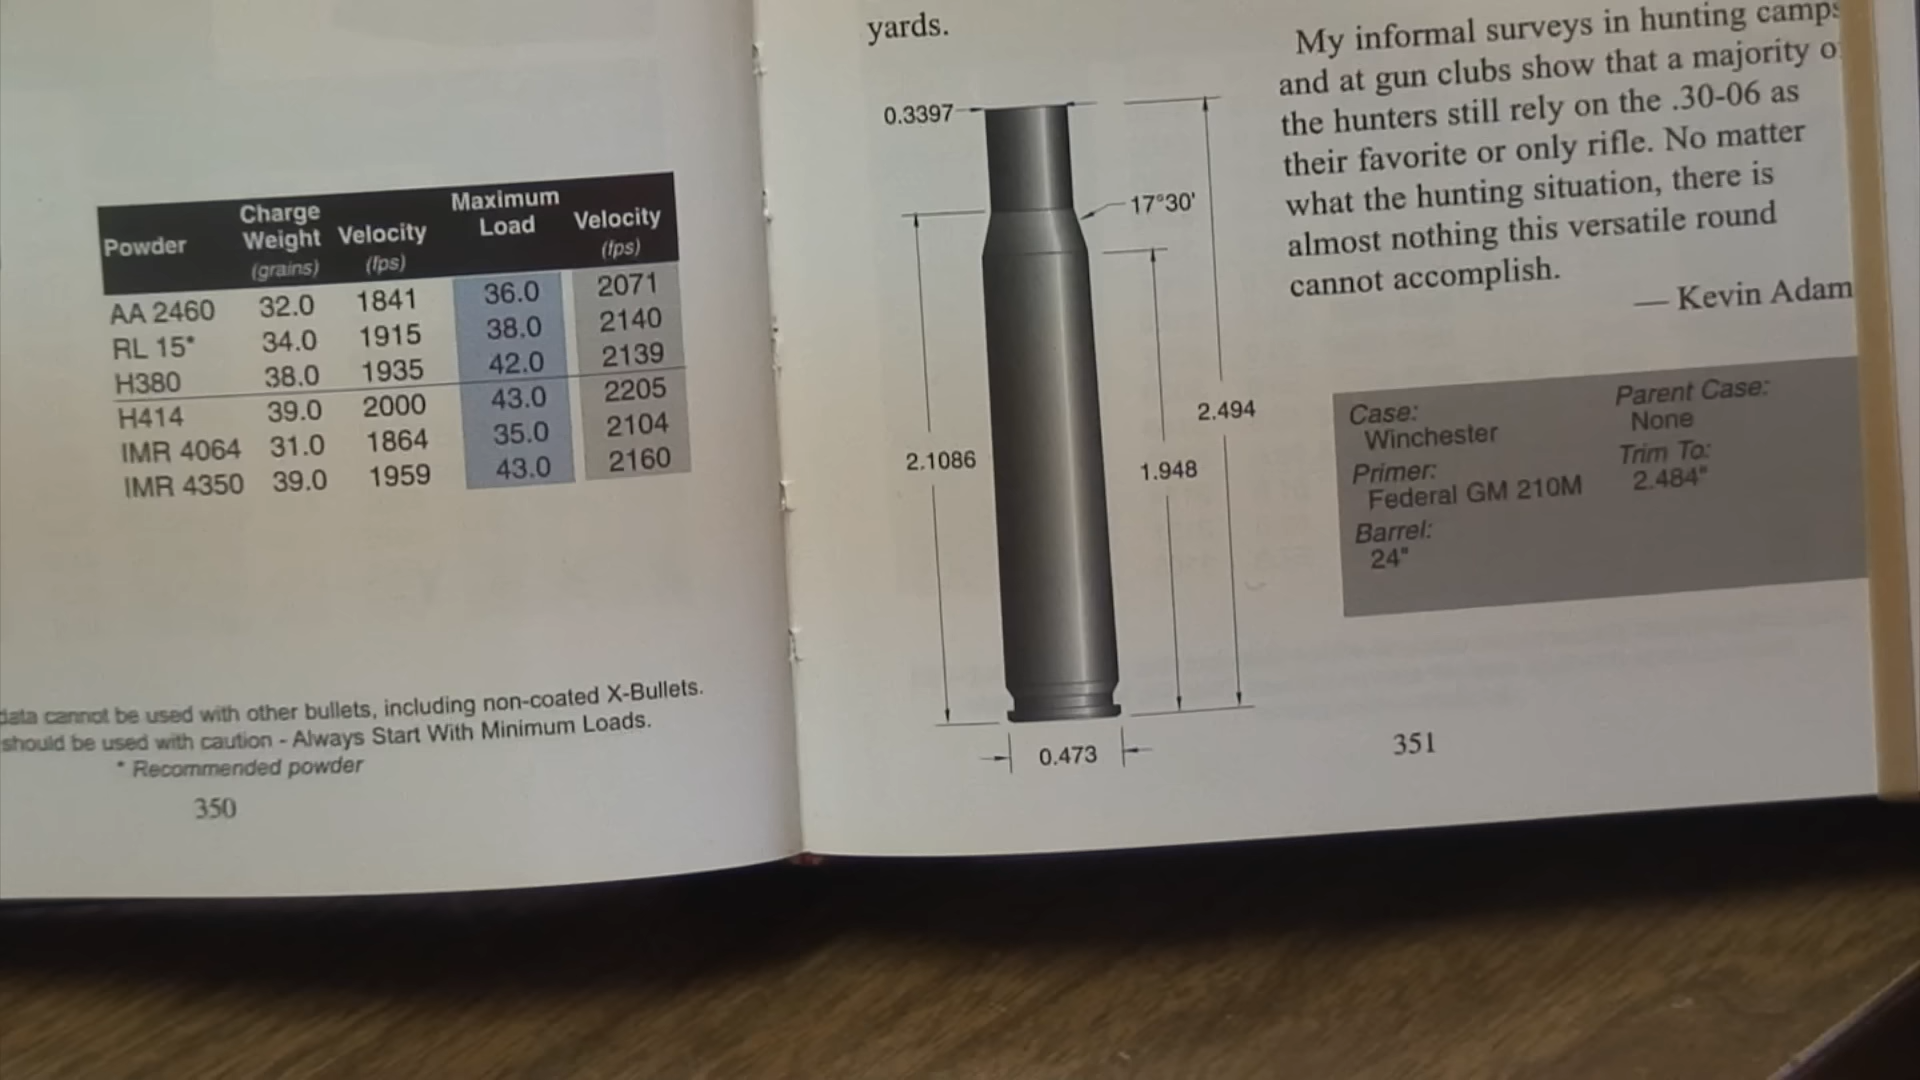 Powder Charge Weight (grains) Velocity (fps) Maximum Load Velocity (fps)
AA 2460 32.0 1841 36.0 2071
RL 15* 34.0 1915 38.0 2140
H380 38.0 1935 42.0 2139
H414 39.0 2000 43.0 2205
IMR 4064 31.0 1864 35.0 2104
IMR 4350 39.0 1959 43.0 2160
data cannot be used with other bullets, including non-coated X-Bullets.
should be used with caution - Always Start With Minimum Loads.
* Recommended powder
350
yards.
0.3397
17°30'
2.494
2.1086
1.948
0.473
My informal surveys in hunting camps
and at gun clubs show that a majority o
the hunters still rely on the .30-06 as
their favorite or only rifle. No matter
what the hunting situation, there is
almost nothing this versatile round
cannot accomplish.
— Kevin Adam
Case:
Winchester
Primer:
Federal GM 210M
Barrel:
24"
Parent Case:
None
Trim To:
2.484"
351